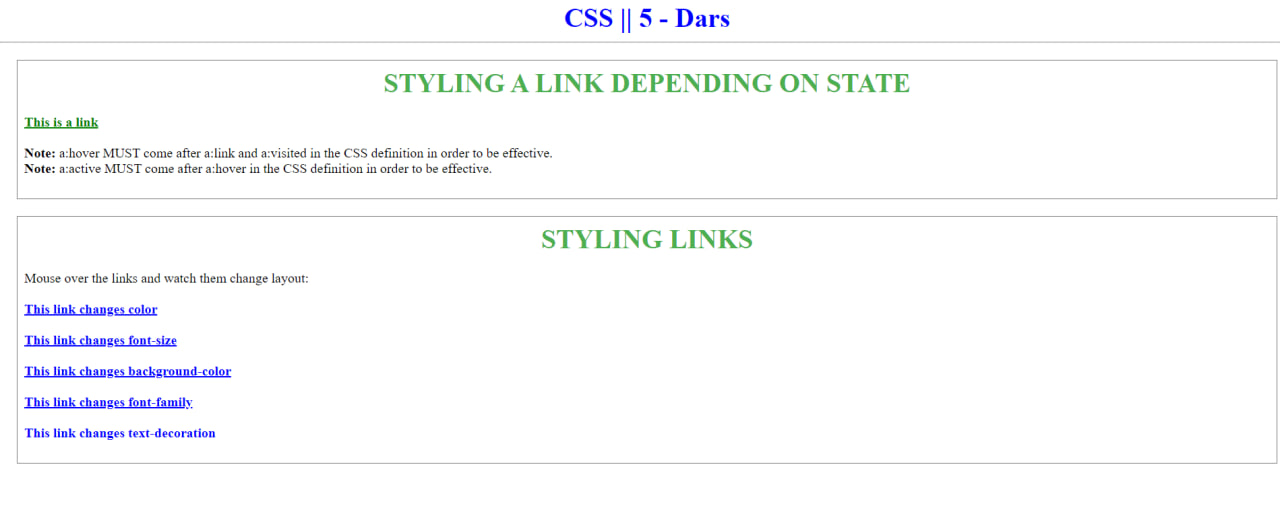 CSS || 5 - Dars
STYLING A LINK DEPENDING ON STATE
This is a link
Note: a:hover MUST come after a:link and a:visited in the CSS definition in order to be effective.
Note: a:active MUST come after a:hover in the CSS definition in order to be effective.
STYLING LINKS
Mouse over the links and watch them change layout:
This link changes color
This link changes font-size
This link changes background-color
This link changes font-family
This link changes text-decoration